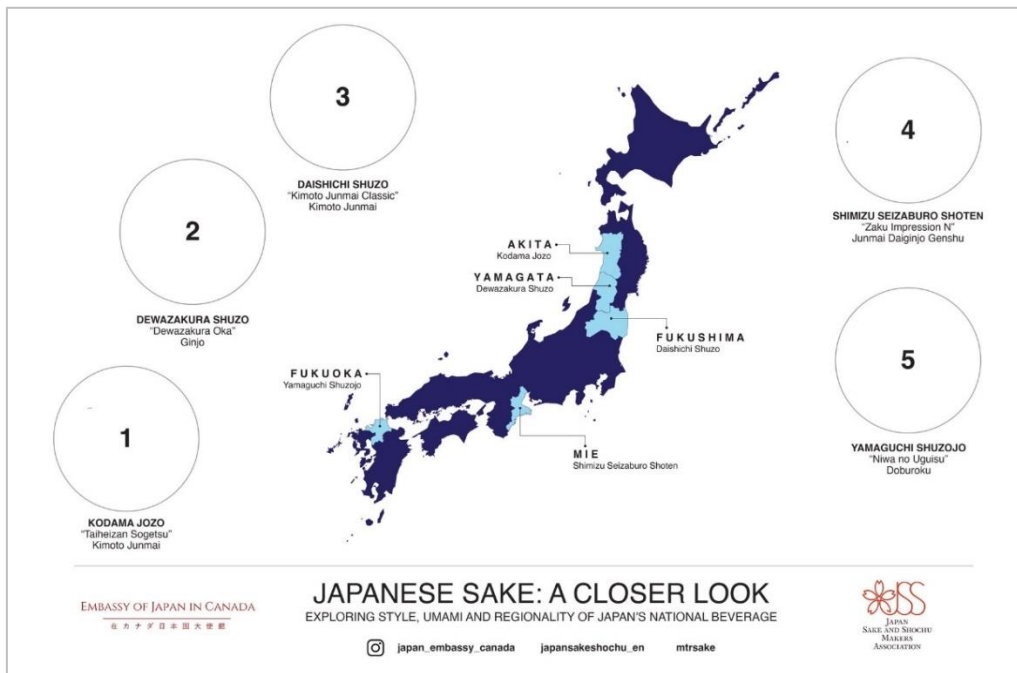 3
DAISHICHI SHUZO
“Kimoto Junmai Classic”
Kimoto Junmai
4
SHIMIZU SEIZABURO SHOTEN
“Zaku Impression N”
Junmai Daiginjo Genshu
2
DEWAZAKURA SHUZO
“Dewazakura Oka”
Ginjo
AKITA
Kodama Jozo
YAMAGATA
Dewazakura Shuzo
FUKUSHIMA
Daishichi Shuzo
FUKUOKA
Yamaguchi Shuzojo
MIE
Shimizu Seizaburo Shoten
5
YAMAGUCHI SHUZOJO
“Niwa no Uguisu”
Doburoku
1
KODAMA JOZO
“Taiheizan Sogetsu”
Kimoto Junmai
EMBASSY OF JAPAN IN CANADA
在カナダ日本国大使館
JAPANESE SAKE: A CLOSER LOOK
EXPLORING STYLE, UMAMI AND REGIONALITY OF JAPAN'S NATIONAL BEVERAGE
japan_embassy_canada japansakeshochu_en mtrsake
JSS
JAPAN
SAKE AND SHOCHU
MAKERS
ASSOCIATION